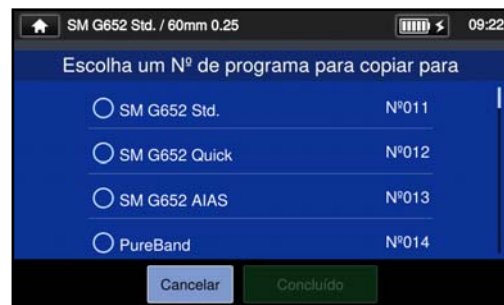 SM G652 Std. / 60mm 0.25 09:22
Escolha um Nº de programa para copiar para
SM G652 Std. Nº011
SM G652 Quick Nº012
SM G652 AIAS Nº013
PureBand Nº014
Cancelar Concluído